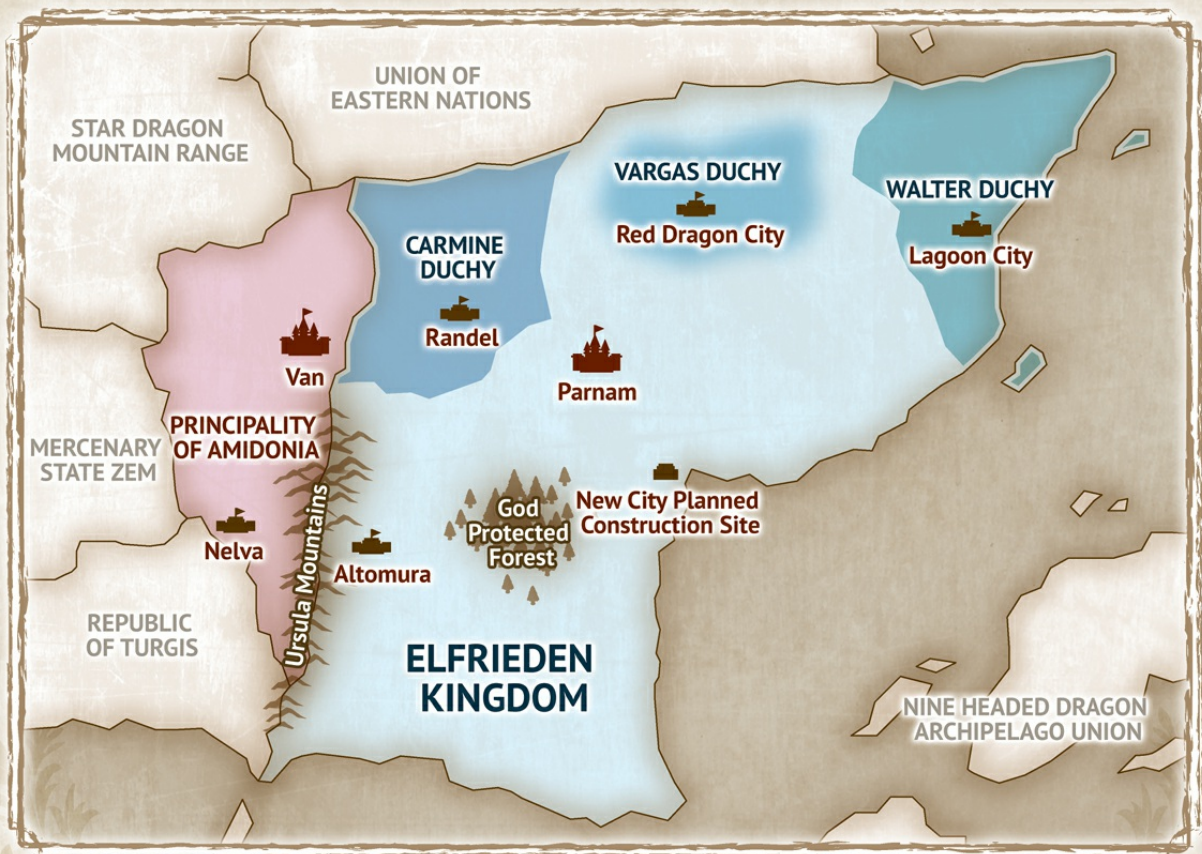 UNION OF
EASTERN NATIONS
STAR DRAGON
MOUNTAIN RANGE
VARGAS DUCHY
Red Dragon City
WALTER DUCHY
Lagoon City
CARMINE
DUCHY
Randel
Van
Parnam
PRINCIPALITY
OF AMIDONIA
MERCENARY
STATE ZEM
Nelva
Ursula Mountains
Altomura
God
Protected
Forest
New City Planned
Construction Site
REPUBLIC
OF TURGIS
ELFRIEDEN
KINGDOM
NINE HEADED DRAGON
ARCHIPELAGO UNION